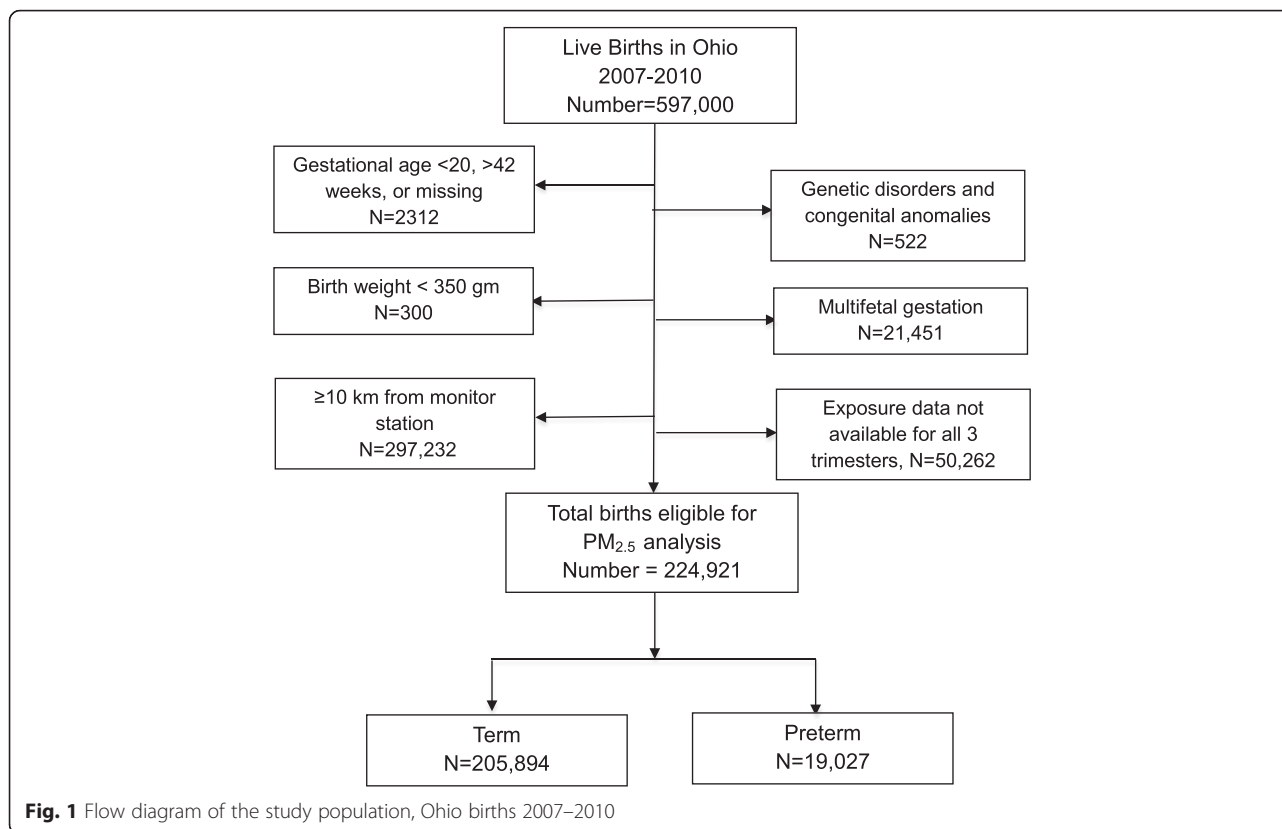 Live Births in Ohio
2007-2010
Number=597,000
Gestational age <20, >42
weeks, or missing
N=2312
Genetic disorders and
congenital anomalies
N=522
Birth weight < 350 gm
N=300
Multifetal gestation
N=21,451
≥10 km from monitor
station
N=297,232
Exposure data not
available for all 3
trimesters, N=50,262
Total births eligible for
PM2.5 analysis
Number = 224,921
Term
N=205,894
Preterm
N=19,027
Fig. 1 Flow diagram of the study population, Ohio births 2007–2010